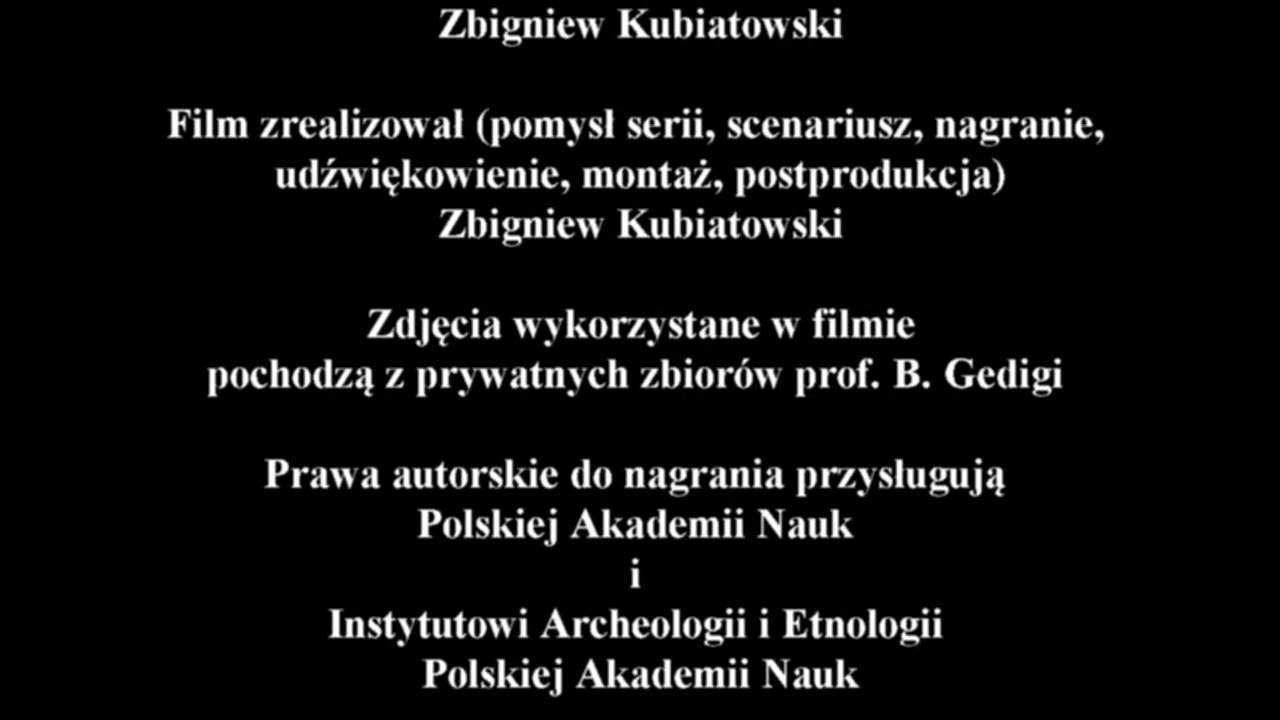 Zbigniew Kubiatowski
Film zrealizował (pomysł serii, scenariusz, nagranie,
udźwiękowienie, montaż, postprodukcja)
Zbigniew Kubiatowski
Zdjęcia wykorzystane w filmie
pochodzą z prywatnych zbiorów prof. B. Gedigi
Prawa autorskie do nagrania przysługują
Polskiej Akademii Nauk
i
Instytutowi Archeologii i Etnologii
Polskiej Akademii Nauk